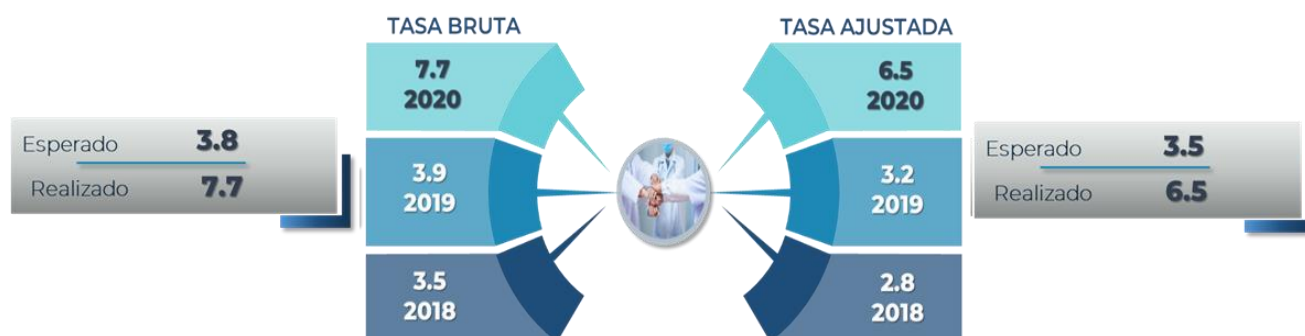 TASA BRUTA
TASA AJUSTADA
7.7
2020
6.5
2020
Esperado 3.8
Realizado 7.7
3.9
2019
3.2
2019
Esperado 3.5
Realizado 6.5
3.5
2018
2.8
2018